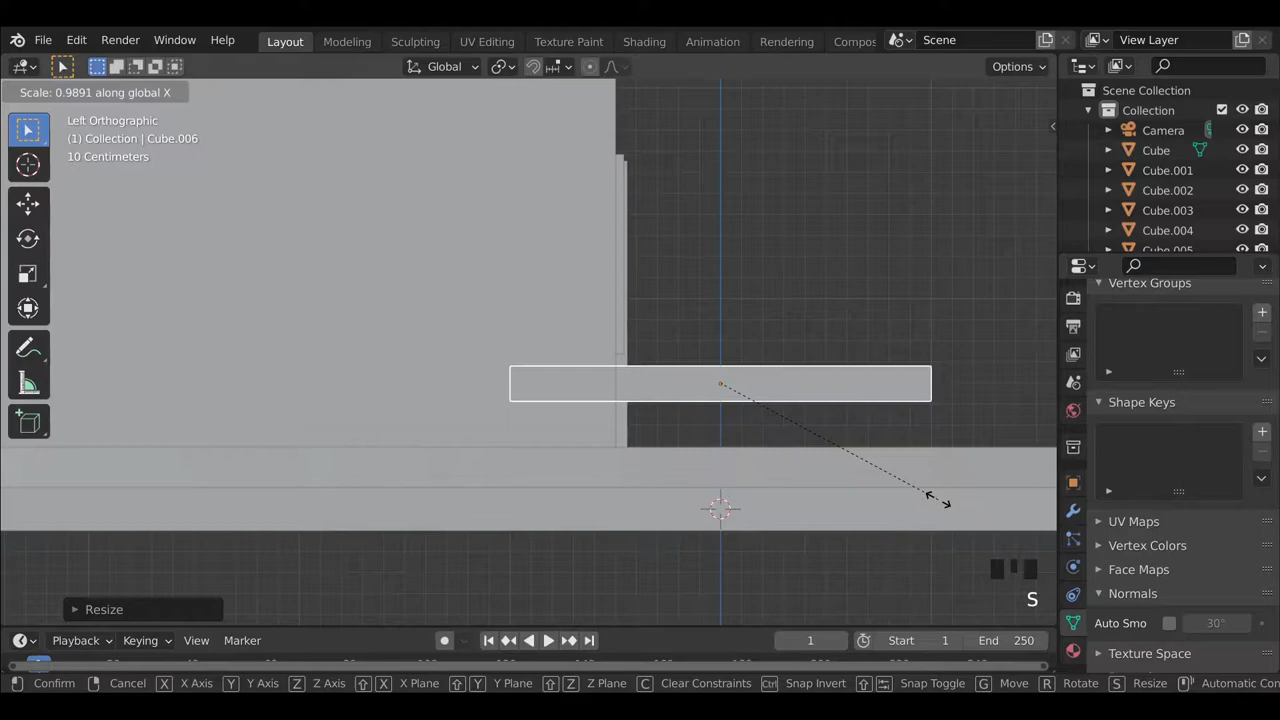 File Edit Render Window Help Layout Modeling Sculpting UV Editing Texture Paint Shading Animation Rendering Compos Scene View Layer
Global Options
Scale: 0.9891 along global X
Left Orthographic
(1) Collection | Cube.006
10 Centimeters
Scene Collection
Collection
Camera
Cube
Cube.001
Cube.002
Cube.003
Cube.004
Cube.005
Vertex Groups
Shape Keys
UV Maps
Vertex Colors
Face Maps
Normals
Auto Smo 30°
Texture Space
S
Resize
Playback Keying View Marker 1 Start 1 End 250
Confirm Cancel X X Axis Y Y Axis Z Z Axis X X Plane Y Y Plane Z Z Plane C Clear Constraints Ctrl Snap Invert Snap Toggle G Move R Rotate S Resize Automatic Con